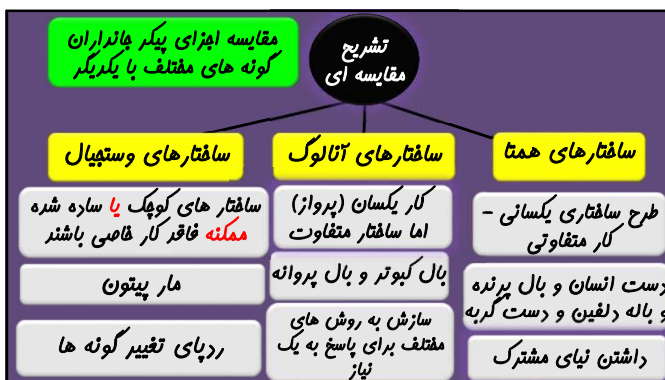 مقایسه اجزای پیکر جانداران
گونه های مختلف با یکدیگر
تشریح
مقایسه ای
ساختارهای همتا
طرح ساختاری یکسانی -
کار متفاوتی
دست انسان و بال پرنده
و باله دلفین و دست گربه
داشتن نیای مشترک
ساختارهای آنالوگ
کار یکسان (پرواز)
اما ساختار متفاوت
بال کبوتر و بال پروانه
سازش به روش های
مختلف برای پاسخ به یک
نیاز
ساختارهای وستیجیال
ساختار های کوچک یا ساده شده
ممکنه فاقد کار خاصی باشند
مار پیتون
ردپای تغییر گونه ها